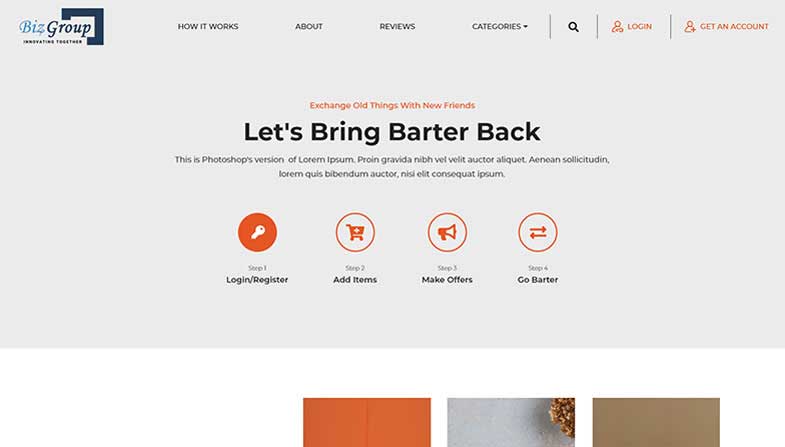 BizGroup
INNOVATING TOGETHER
HOW IT WORKS
ABOUT
REVIEWS
CATEGORIES
LOGIN
GET AN ACCOUNT
Exchange Old Things With New Friends
Let's Bring Barter Back
This is Photoshop's version of Lorem Ipsum. Proin gravida nibh vel velit auctor aliquet. Aenean sollicitudin,
lorem quis bibendum auctor, nisi elit consequat ipsum.
Step 1
Login/Register
Step 2
Add Items
Step 3
Make Offers
Step 4
Go Barter